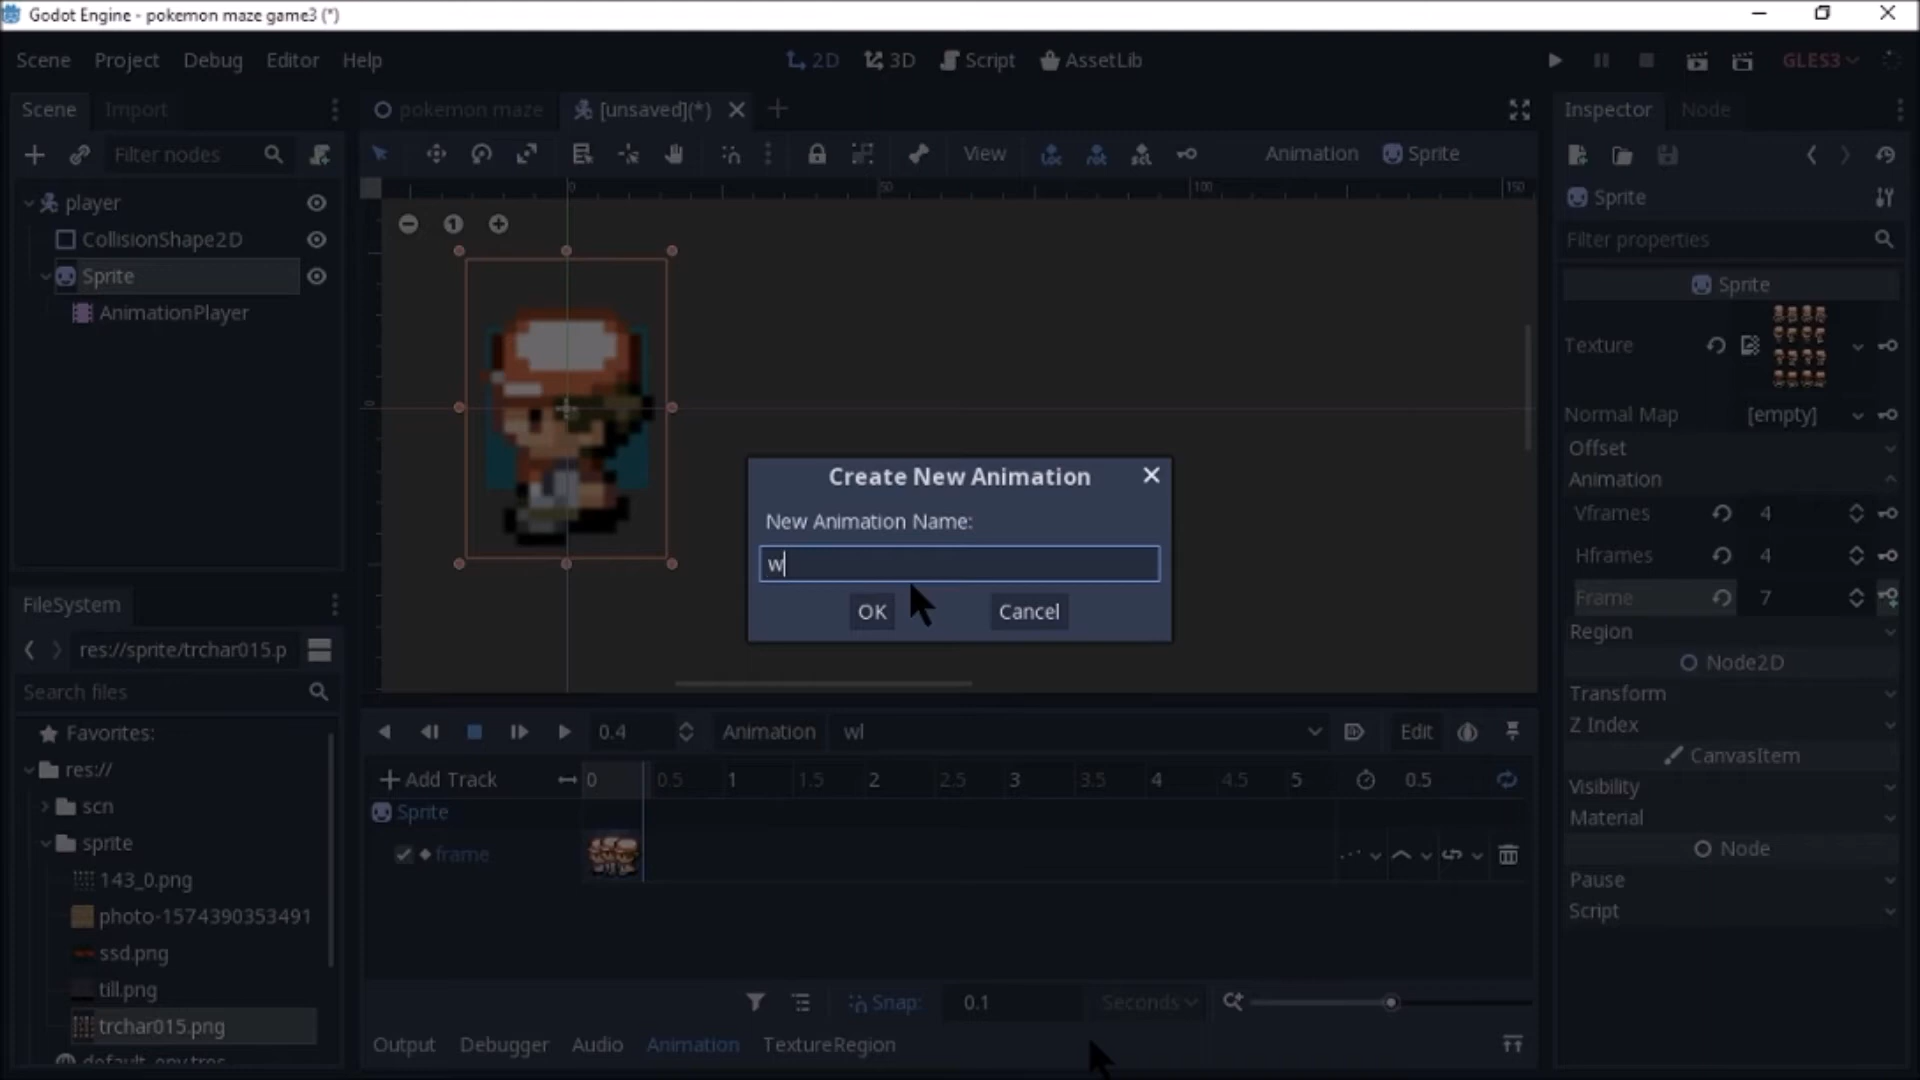 Godot Engine - pokemon maze game3 (*)
Scene Project Debug Editor Help
2D 3D Script AssetLib
GLES3
Scene Import
pokemon maze [unsaved](*)
Inspector Node
Filter nodes
View Animation Sprite
0 50 100 150
player
CollisionShape2D
Sprite
AnimationPlayer
Sprite
Filter properties
Sprite
Texture
Normal Map [empty]
Offset
Animation
Vframes 4
Hframes 4
Frame 7
Region
Node2D
Transform
Z Index
CanvasItem
Visibility
Material
Node
Pause
Script
Create New Animation
New Animation Name:
w
OK Cancel
FileSystem
res://sprite/trchar015.p
Search files
Favorites:
res://
scn
sprite
143_0.png
photo-1574390353491
ssd.png
till.png
trchar015.png
0.4 Animation wl Edit
Add Track 0 0.5 1 1.5 2 2.5 3 3.5 4 4.5 5 0.5
Sprite
frame
Snap: 0.1 Seconds
Output Debugger Audio Animation TextureRegion